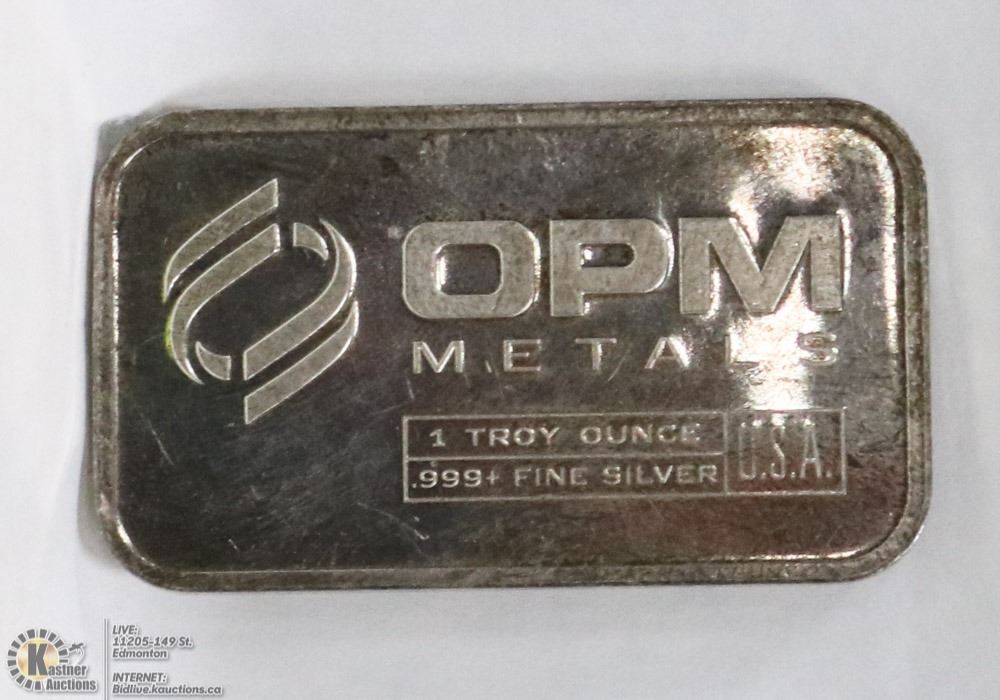 OPM
METALS
1 TROY OUNCE
.999+ FINE SILVER
U.S.A.
K
Kastner
Auctions
LIVE:
11205-149 St.
Edmonton
INTERNET:
Bidlive.kauctions.ca